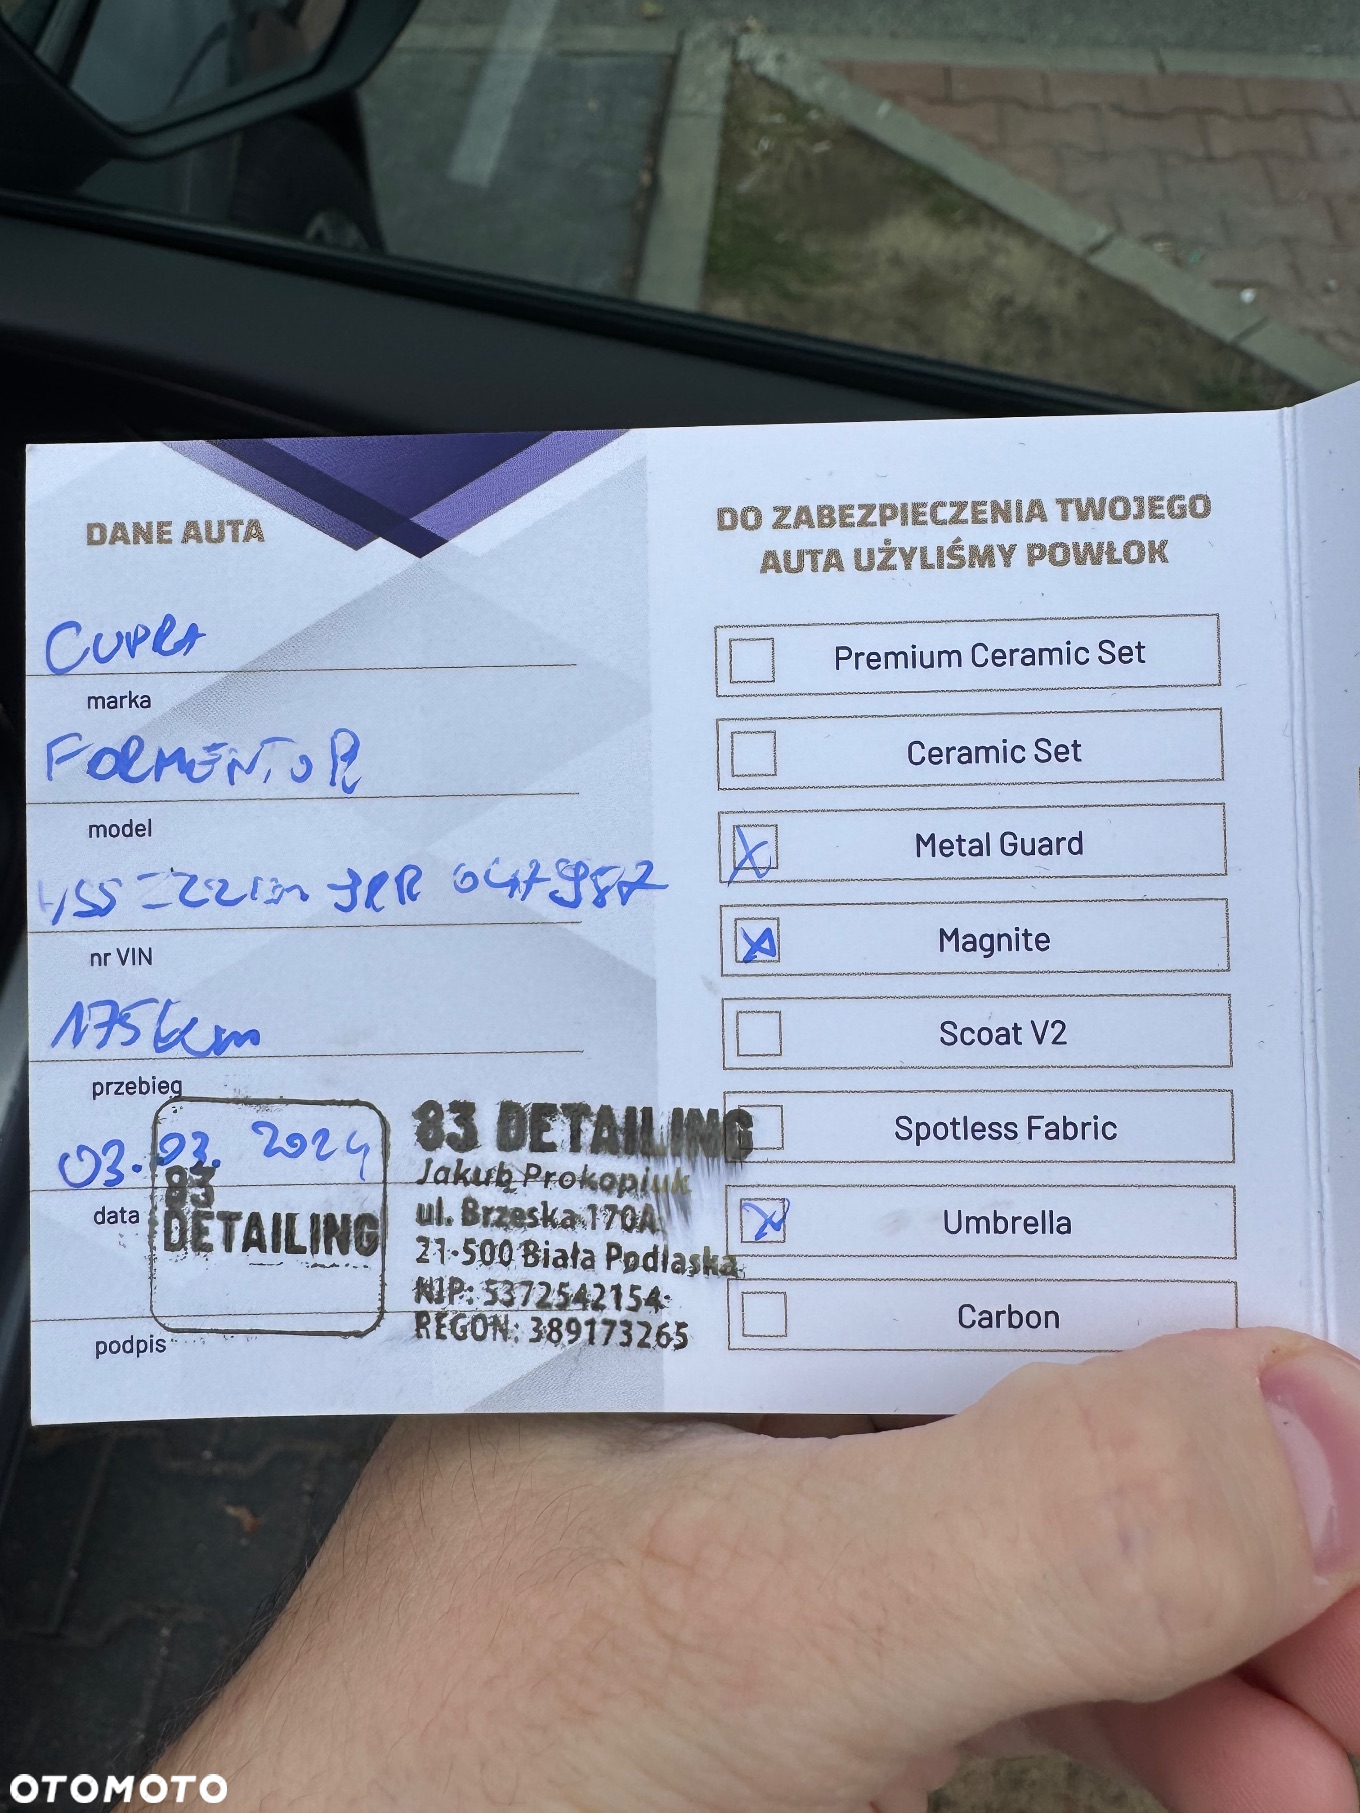 DANE AUTA
CUPRA
marka
FORMENTOR
model
nr VIN
175km
przebieg
03.03.2024
data
podpis
83
DETAILING
83 DETAILING
Jakub Prokopiuk
ul. Brzeska 170A
21-500 Biała Podlaska
NIP: 5372542154
REGON: 389173265
DO ZABEZPIECZENIA TWOJEGO
AUTA UŻYLIŚMY POWŁOK
Premium Ceramic Set
Ceramic Set
X Metal Guard
X Magnite
Scoat V2
Spotless Fabric
X Umbrella
Carbon
OTOMOTO